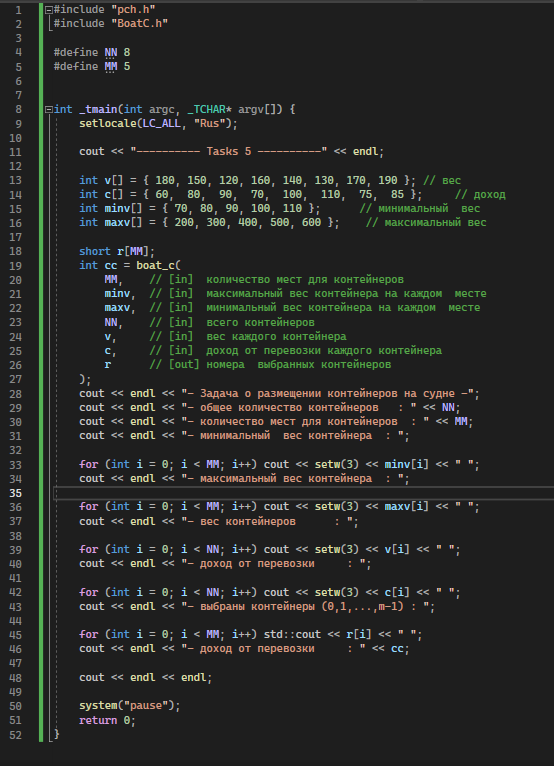 1 #include "pch.h"
2 #include "BoatC.h"
3
4 #define NN 8
5 #define MM 5
6
7
8 int _tmain(int argc, _TCHAR* argv[]) {
9 setlocale(LC_ALL, "Rus");
10
11 cout << "---------- Tasks 5 ----------" << endl;
12
13 int v[] = { 180, 150, 120, 160, 140, 130, 170, 190 }; // вес
14 int c[] = { 60, 80, 90, 70, 100, 110, 75, 85 }; // доход
15 int minv[] = { 70, 80, 90, 100, 110 }; // минимальный вес
16 int maxv[] = { 200, 300, 400, 500, 600 }; // максимальный вес
17
18 short r[MM];
19 int cc = boat_c(
20 MM, // [in] количество мест для контейнеров
21 minv, // [in] максимальный вес контейнера на каждом месте
22 maxv, // [in] минимальный вес контейнера на каждом месте
23 NN, // [in] всего контейнеров
24 v, // [in] вес каждого контейнера
25 c, // [in] доход от перевозки каждого контейнера
26 r // [out] номера выбранных контейнеров
27 );
28 cout << endl << "- Задача о размещении контейнеров на судне -";
29 cout << endl << "- общее количество контейнеров : " << NN;
30 cout << endl << "- количество мест для контейнеров : " << MM;
31 cout << endl << "- минимальный вес контейнера : ";
32
33 for (int i = 0; i < MM; i++) cout << setw(3) << minv[i] << " ";
34 cout << endl << "- максимальный вес контейнера : ";
35
36 for (int i = 0; i < MM; i++) cout << setw(3) << maxv[i] << " ";
37 cout << endl << "- вес контейнеров : ";
38
39 for (int i = 0; i < NN; i++) cout << setw(3) << v[i] << " ";
40 cout << endl << "- доход от перевозки : ";
41
42 for (int i = 0; i < NN; i++) cout << setw(3) << c[i] << " ";
43 cout << endl << "- выбраны контейнеры (0,1,...,m-1) : ";
44
45 for (int i = 0; i < MM; i++) std::cout << r[i] << " ";
46 cout << endl << "- доход от перевозки : " << cc;
47
48 cout << endl << endl;
49
50 system("pause");
51 return 0;
52 }